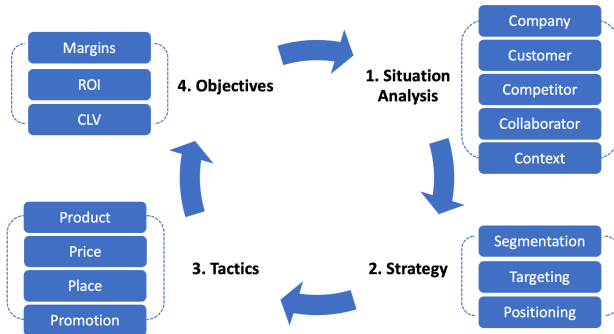 1. Situation
Analysis
Company
Customer
Competitor
Collaborator
Context
2. Strategy
Segmentation
Targeting
Positioning
3. Tactics
Product
Price
Place
Promotion
4. Objectives
Margins
ROI
CLV